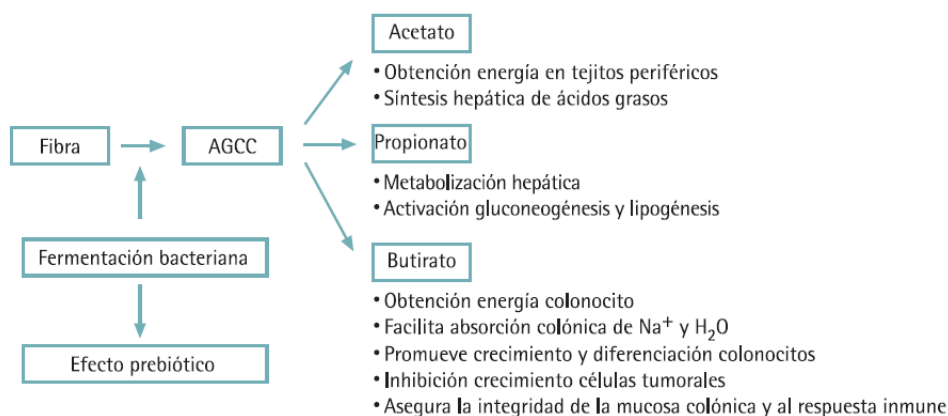 Acetato
• Obtención energía en tejitos periféricos
• Síntesis hepática de ácidos grasos
Fibra
AGCC
Propionato
• Metabolización hepática
• Activación gluconeogénesis y lipogénesis
Fermentación bacteriana
Butirato
• Obtención energía colonocito
• Facilita absorción colónica de Na⁺ y H₂O
• Promueve crecimiento y diferenciación colonocitos
Efecto prebiótico
• Inhibición crecimiento células tumorales
• Asegura la integridad de la mucosa colónica y al respuesta inmune